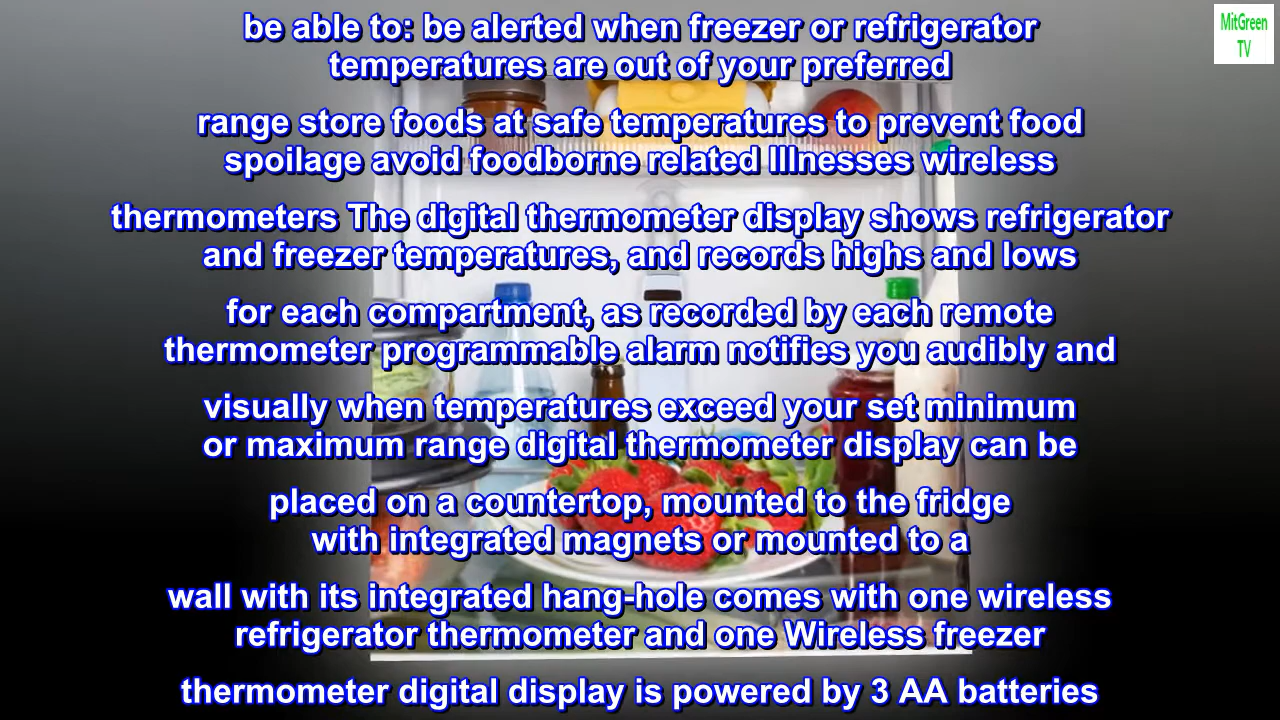 be able to: be alerted when freezer or refrigerator
temperatures are out of your preferred
range store foods at safe temperatures to prevent food
spoilage avoid foodborne related Illnesses wireless
thermometers The digital thermometer display shows refrigerator
and freezer temperatures, and records highs and lows
for each compartment, as recorded by each remote
thermometer programmable alarm notifies you audibly and
visually when temperatures exceed your set minimum
or maximum range digital thermometer display can be
placed on a countertop, mounted to the fridge
with integrated magnets or mounted to a
wall with its integrated hang-hole comes with one wireless
refrigerator thermometer and one Wireless freezer
thermometer digital display is powered by 3 AA batteries
MitGreen
TV